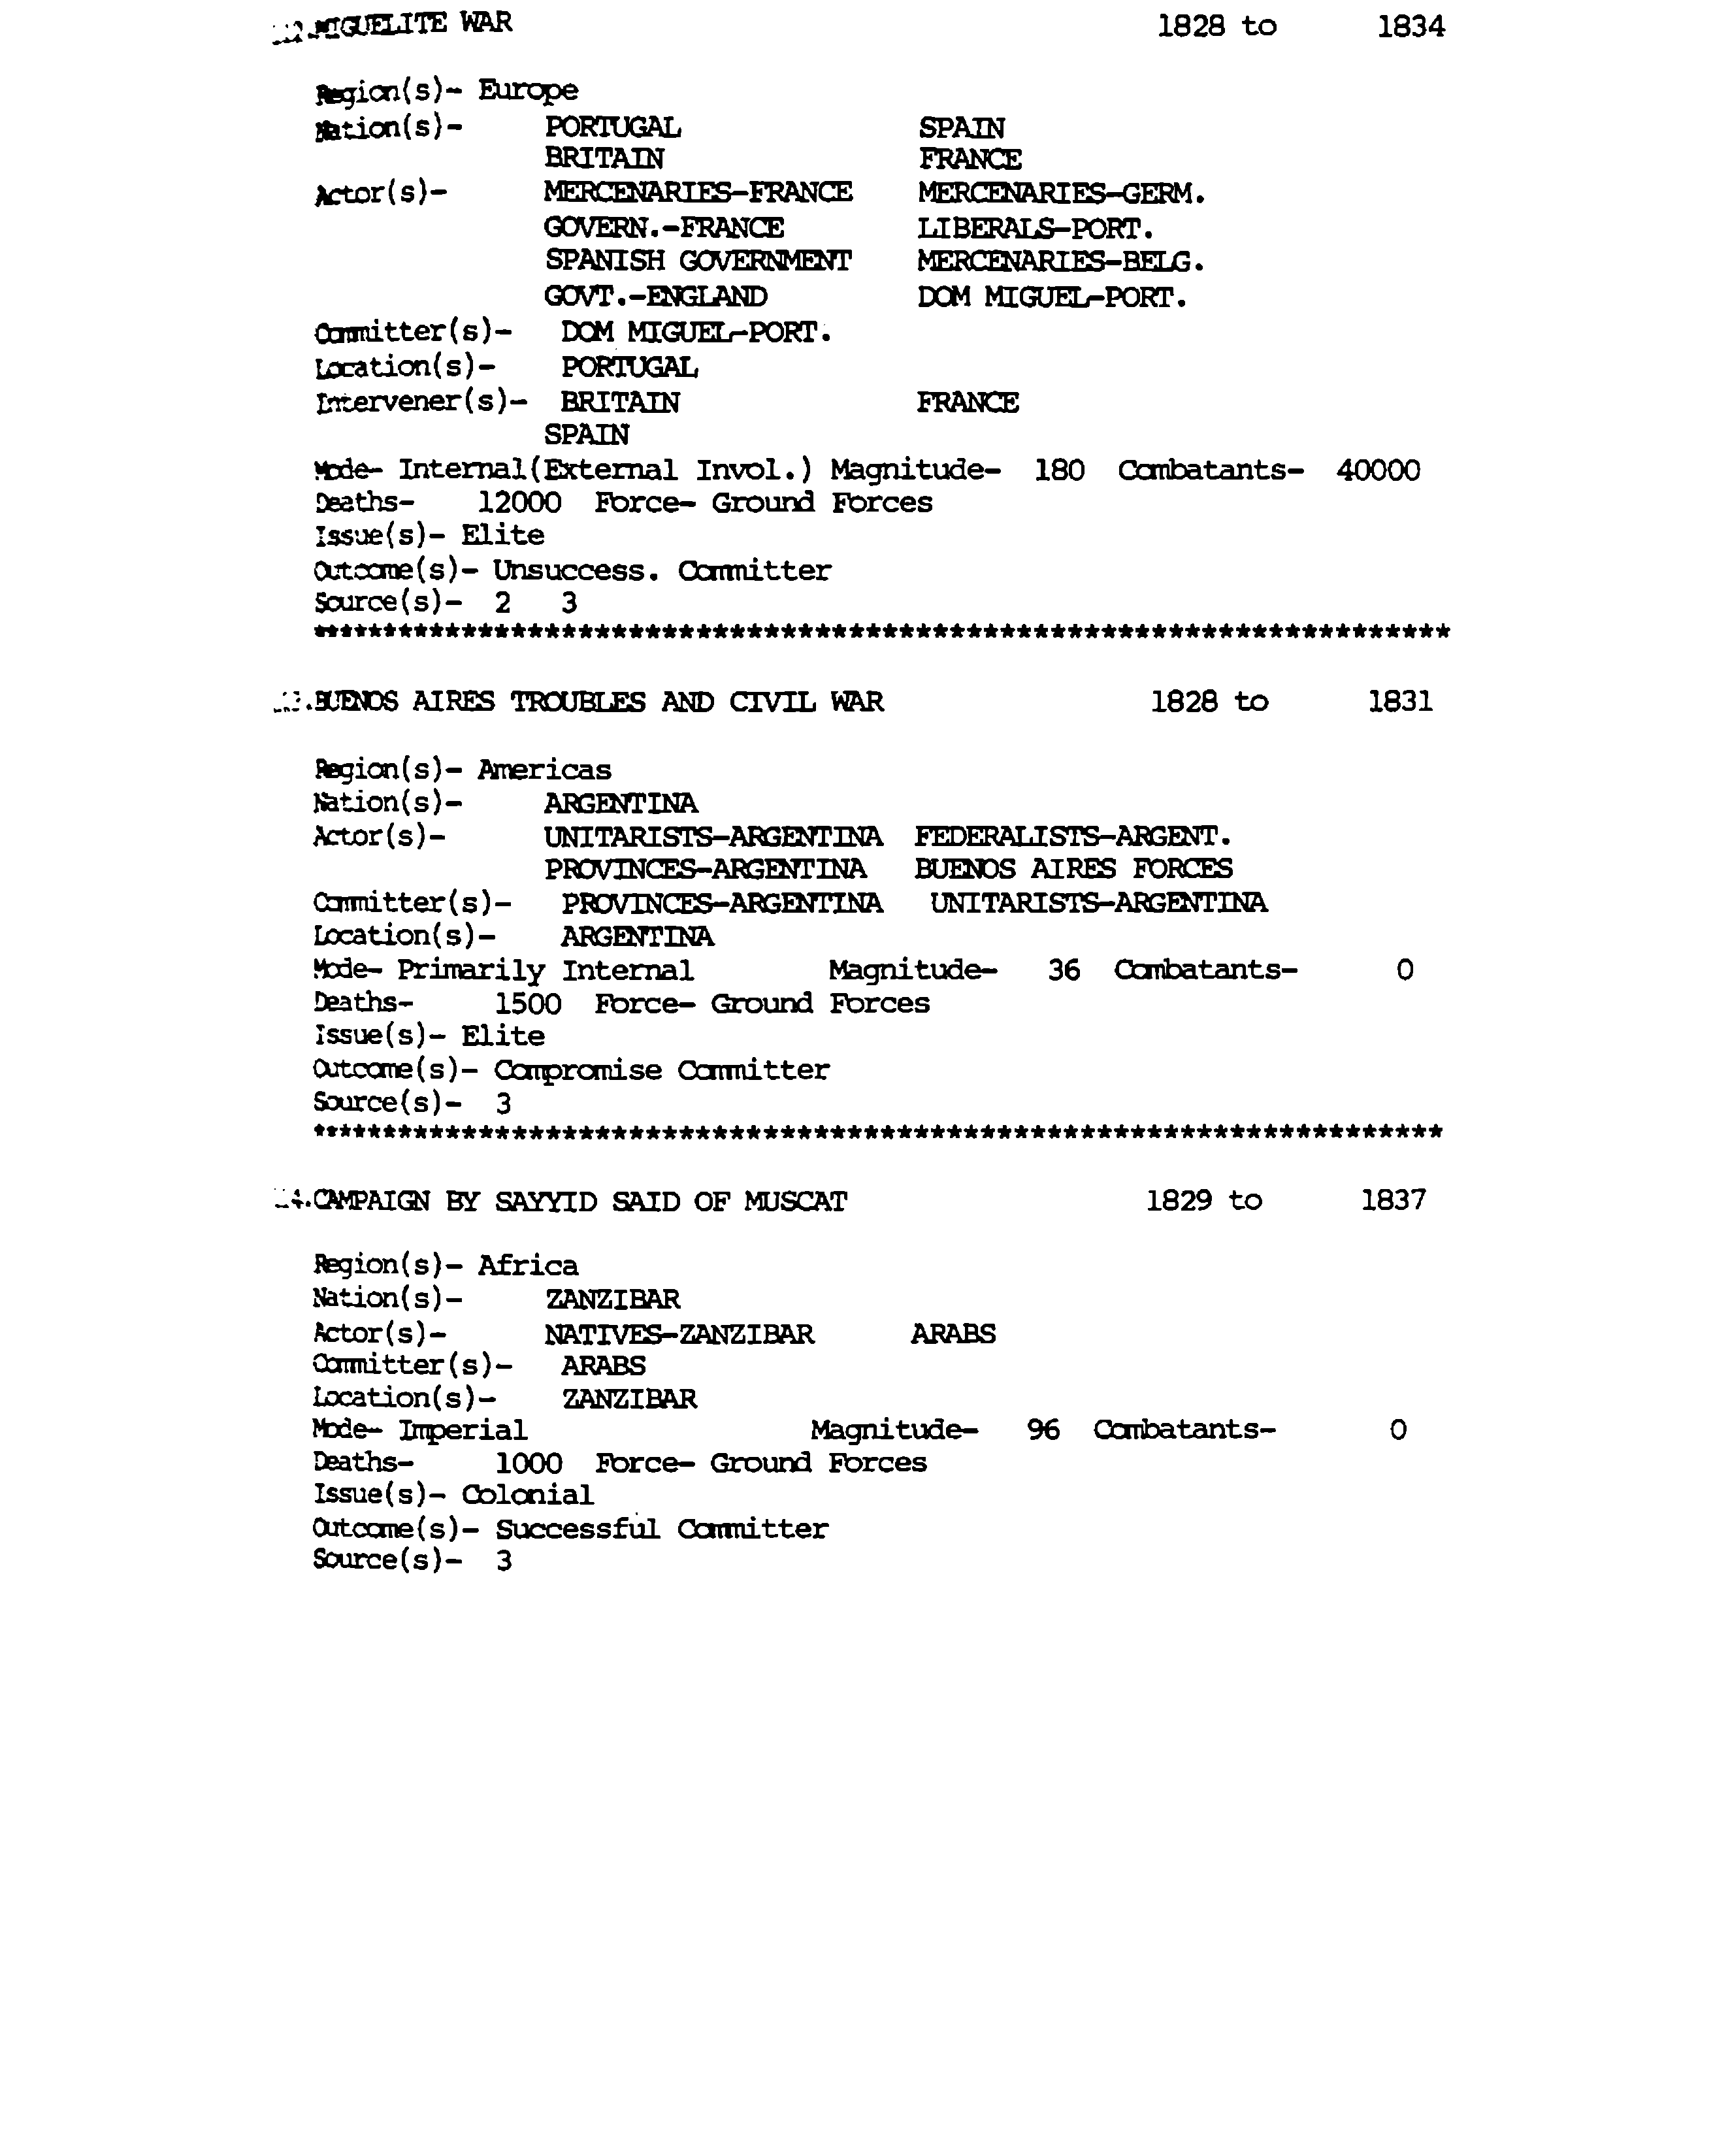 MIGUELITE WAR 1828 to 1834
Region(s)- Europe
Nation(s)- PORTUGAL SPAIN
BRITAIN FRANCE
Actor(s)- MERCENARIES-FRANCE MERCENARIES-GERM.
GOVERN.-FRANCE LIBERALS-PORT.
SPANISH GOVERNMENT MERCENARIES-BELG.
GOVT.-ENGLAND DOM MIGUEL-PORT.
Committer(s)- DOM MIGUEL-PORT.
Location(s)- PORTUGAL
Intervener(s)- BRITAIN FRANCE
SPAIN
Mode- Internal(External Invol.) Magnitude- 180 Combatants- 40000
Deaths- 12000 Force- Ground Forces
Issue(s)- Elite
Outcome(s)- Unsuccess. Committer
Source(s)- 2 3
**********************************************************************
BUENOS AIRES TROUBLES AND CIVIL WAR 1828 to 1831
Region(s)- Americas
Nation(s)- ARGENTINA
Actor(s)- UNITARISTS-ARGENTINA FEDERALISTS-ARGENT.
PROVINCES-ARGENTINA BUENOS AIRES FORCES
Committer(s)- PROVINCES-ARGENTINA UNITARISTS-ARGENTINA
Location(s)- ARGENTINA
Mode- Primarily Internal Magnitude- 36 Combatants- 0
Deaths- 1500 Force- Ground Forces
Issue(s)- Elite
Outcome(s)- Compromise Committer
Source(s)- 3
**********************************************************************
CAMPAIGN BY SAYYID SAID OF MUSCAT 1829 to 1837
Region(s)- Africa
Nation(s)- ZANZIBAR
Actor(s)- NATIVES-ZANZIBAR ARABS
Committer(s)- ARABS
Location(s)- ZANZIBAR
Mode- Imperial Magnitude- 96 Combatants- 0
Deaths- 1000 Force- Ground Forces
Issue(s)- Colonial
Outcome(s)- Successful Committer
Source(s)- 3